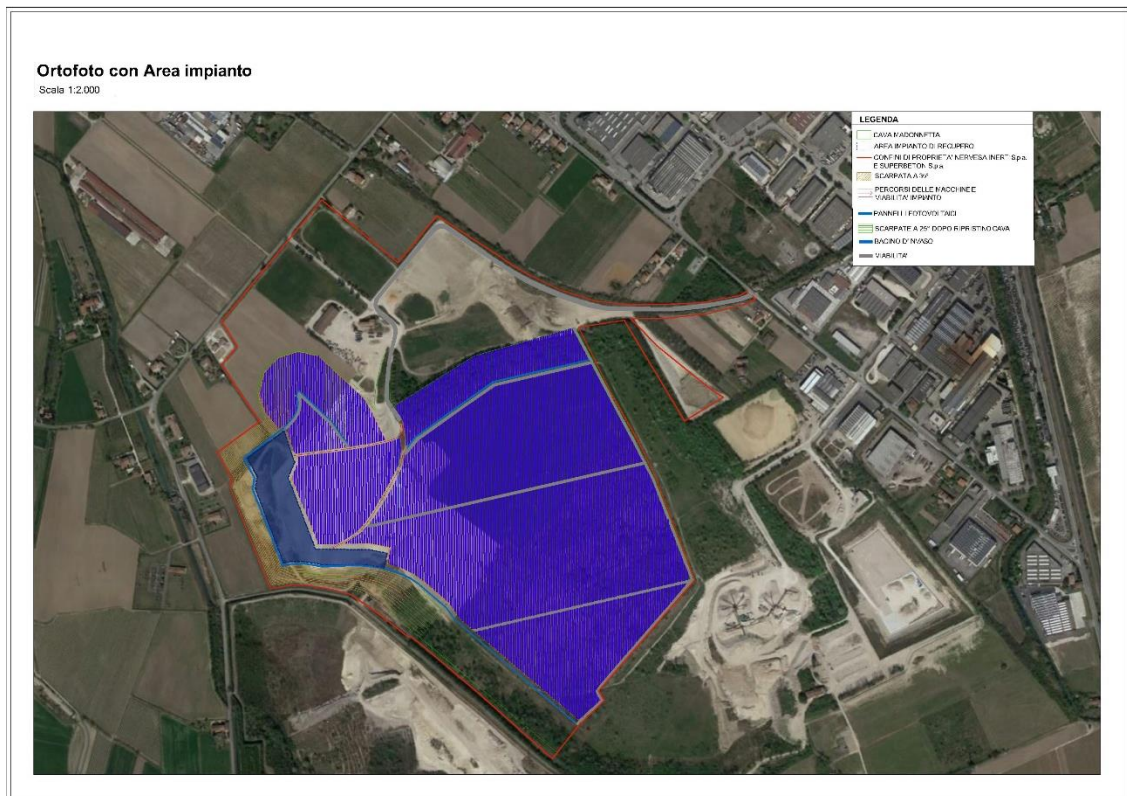 Ortofoto con Area impianto
Scala 1:2.000
LEGENDA
CAVA MADONNETTA
AREA IMPIANTO DI RECUPERO
CONFINI DI PROPRIETA' NERVESA INERTI S.p.a.
E SUPERBETON S.p.a.
SCARPATA A
PERCORSI DELLE MACCHINE E
VIABILITA' IMPIANTO
PANNELLI FOTOVOLTAICI
SCARPATE A 25° DOPO RIPRISTINO CAVA
BACINO D'INVASO
VIABILITA'